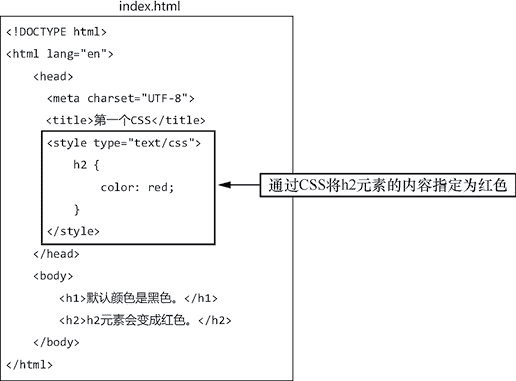 index.html
<!DOCTYPE html>
<html lang="en">
<head>
<meta charset="UTF-8">
<title>第一个CSS</title>
<style type="text/css">
h2 {
color: red;
}
</style>
通过CSS将h2元素的内容指定为红色
</head>
<body>
<h1>默认颜色是黑色。</h1>
<h2>h2元素会变成红色。</h2>
</body>
</html>